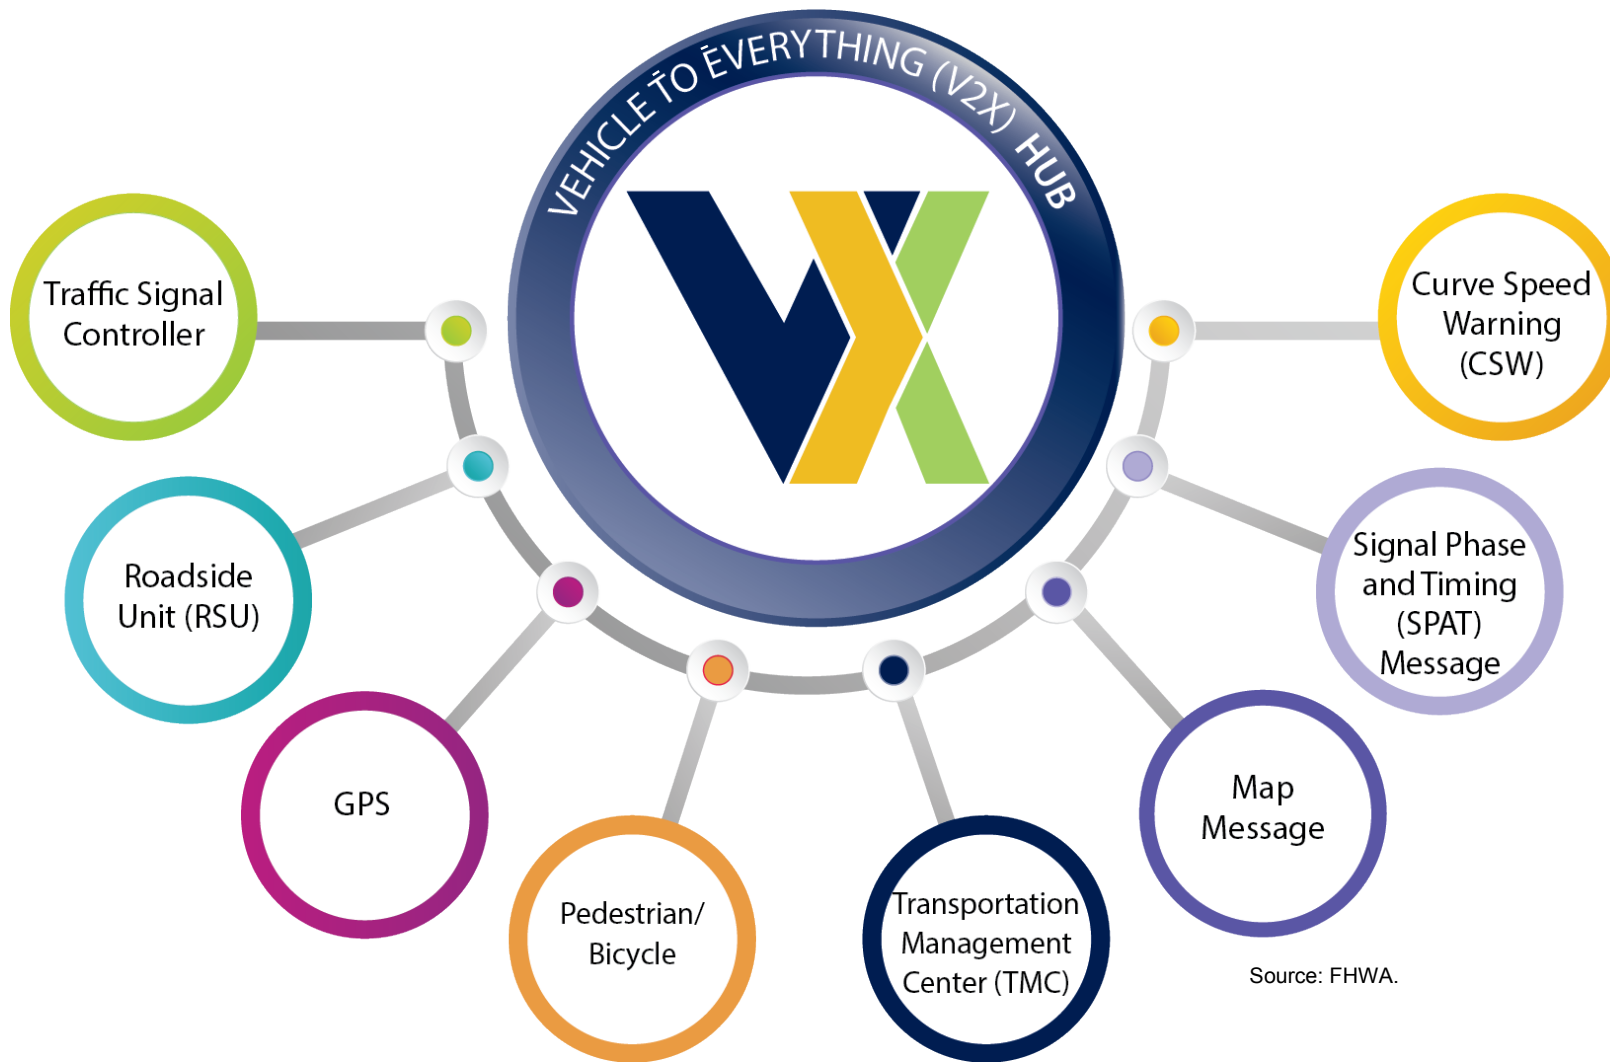 VEHICLE TO EVERYTHING (V2X) HUB
VX
Traffic Signal
Controller
Roadside
Unit (RSU)
GPS
Pedestrian/
Bicycle
Transportation
Management
Center (TMC)
Map
Message
Signal Phase
and Timing
(SPAT)
Message
Curve Speed
Warning
(CSW)
Source: FHWA.